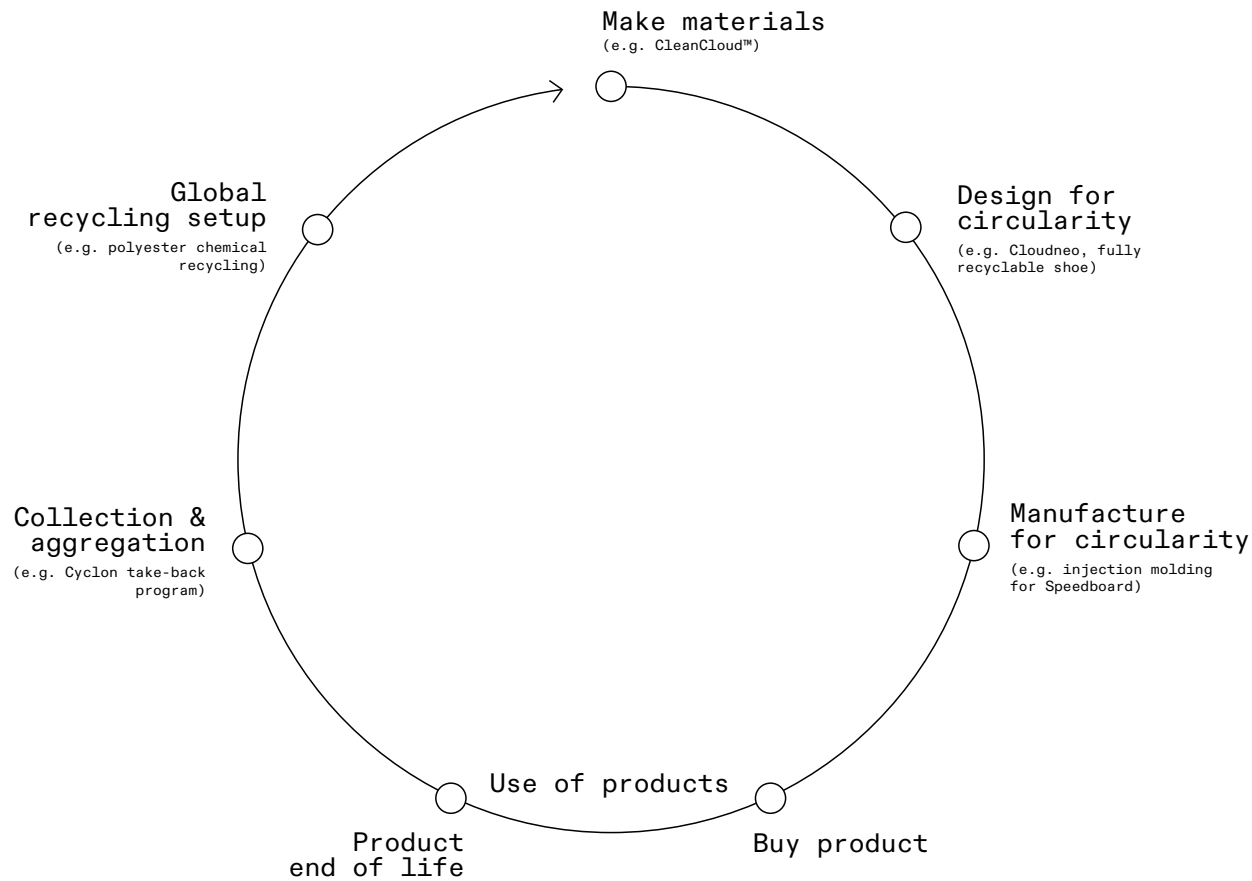 Make materials
(e.g. CleanCloud™)
Design for
circularity
(e.g. Cloudneo, fully
recyclable shoe)
Manufacture
for circularity
(e.g. injection molding
for Speedboard)
Buy product
Use of products
Product
end of life
Collection &
aggregation
(e.g. Cyclon take-back
program)
Global
recycling setup
(e.g. polyester chemical
recycling)